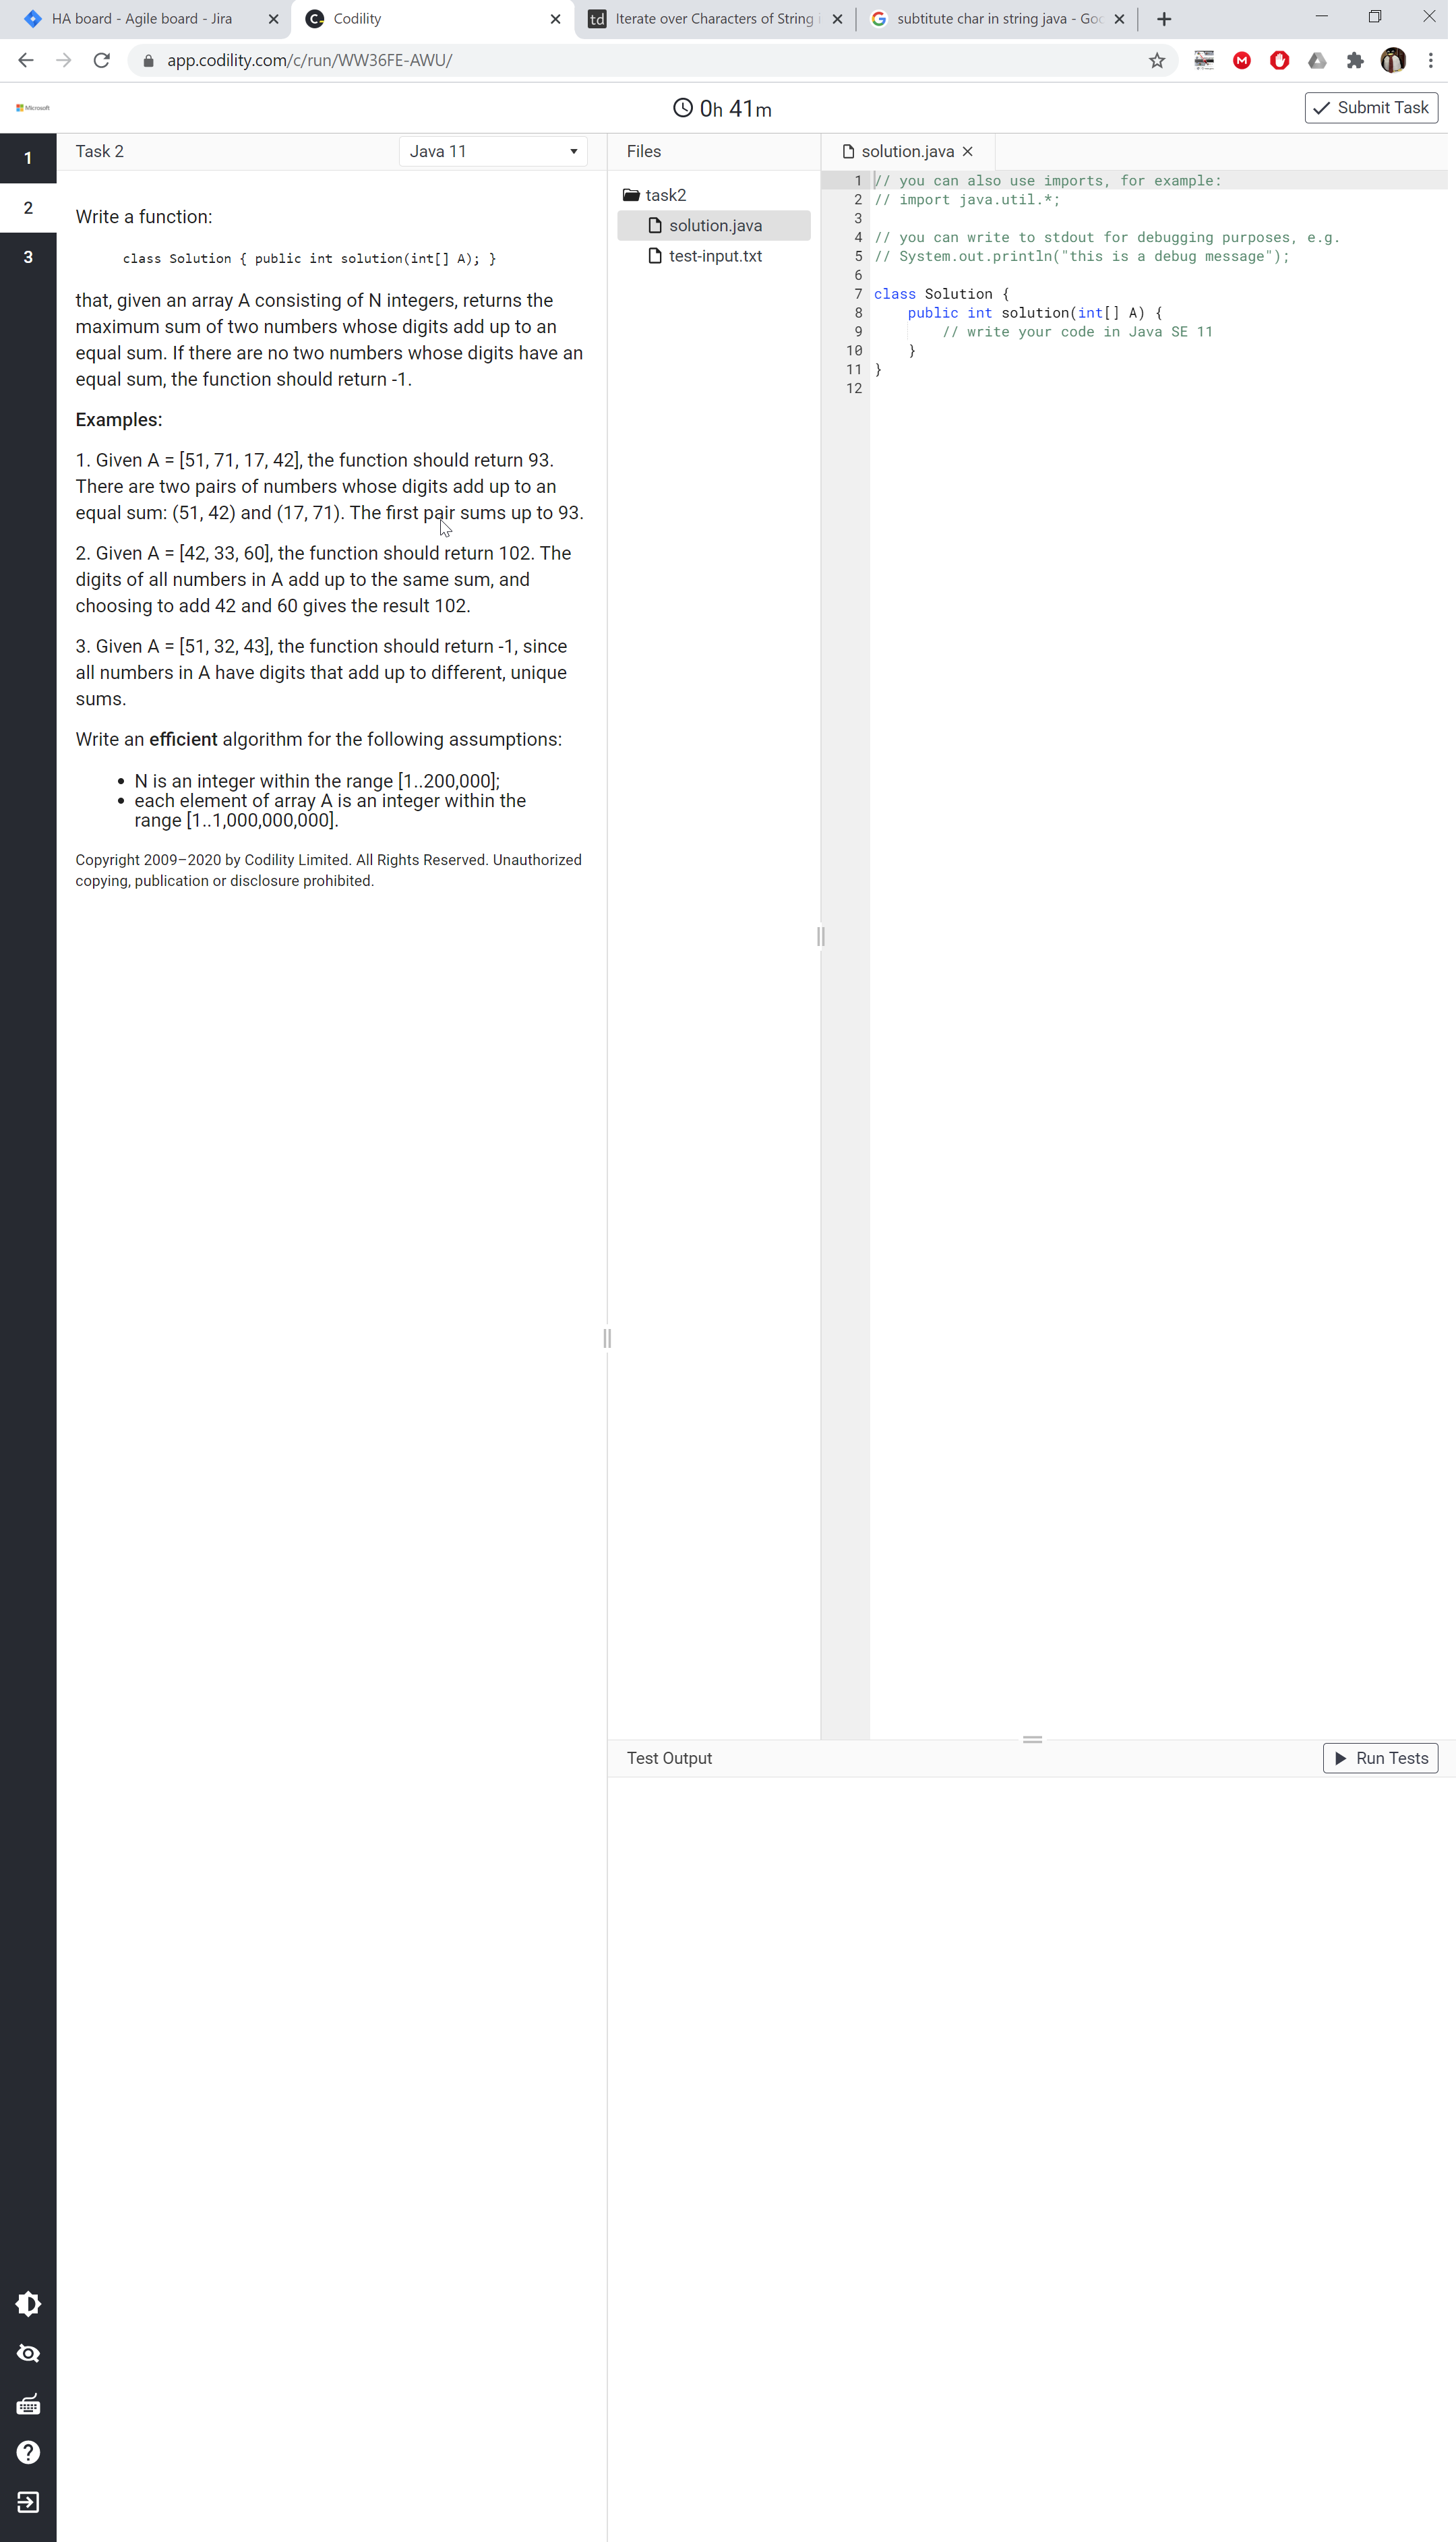 HA board - Agile board - Jira
Codility
Iterate over Characters of String
subtitute char in string java - Goo
app.codility.com/c/run/WW36FE-AWU/
Microsoft
0h 41m
Submit Task
1
2
3
Task 2
Java 11
Write a function:
class Solution { public int solution(int[] A); }
that, given an array A consisting of N integers, returns the
maximum sum of two numbers whose digits add up to an
equal sum. If there are no two numbers whose digits have an
equal sum, the function should return -1.
Examples:
1. Given A = [51, 71, 17, 42], the function should return 93.
There are two pairs of numbers whose digits add up to an
equal sum: (51, 42) and (17, 71). The first pair sums up to 93.
2. Given A = [42, 33, 60], the function should return 102. The
digits of all numbers in A add up to the same sum, and
choosing to add 42 and 60 gives the result 102.
3. Given A = [51, 32, 43], the function should return -1, since
all numbers in A have digits that add up to different, unique
sums.
Write an efficient algorithm for the following assumptions:
• N is an integer within the range [1..200,000];
• each element of array A is an integer within the
range [1..1,000,000,000].
Copyright 2009–2020 by Codility Limited. All Rights Reserved. Unauthorized
copying, publication or disclosure prohibited.
Files
task2
solution.java
test-input.txt
solution.java
1 // you can also use imports, for example:
2 // import java.util.*;
3
4 // you can write to stdout for debugging purposes, e.g.
5 // System.out.println("this is a debug message");
6
7 class Solution {
8 public int solution(int[] A) {
9 // write your code in Java SE 11
10 }
11 }
12
Test Output
Run Tests